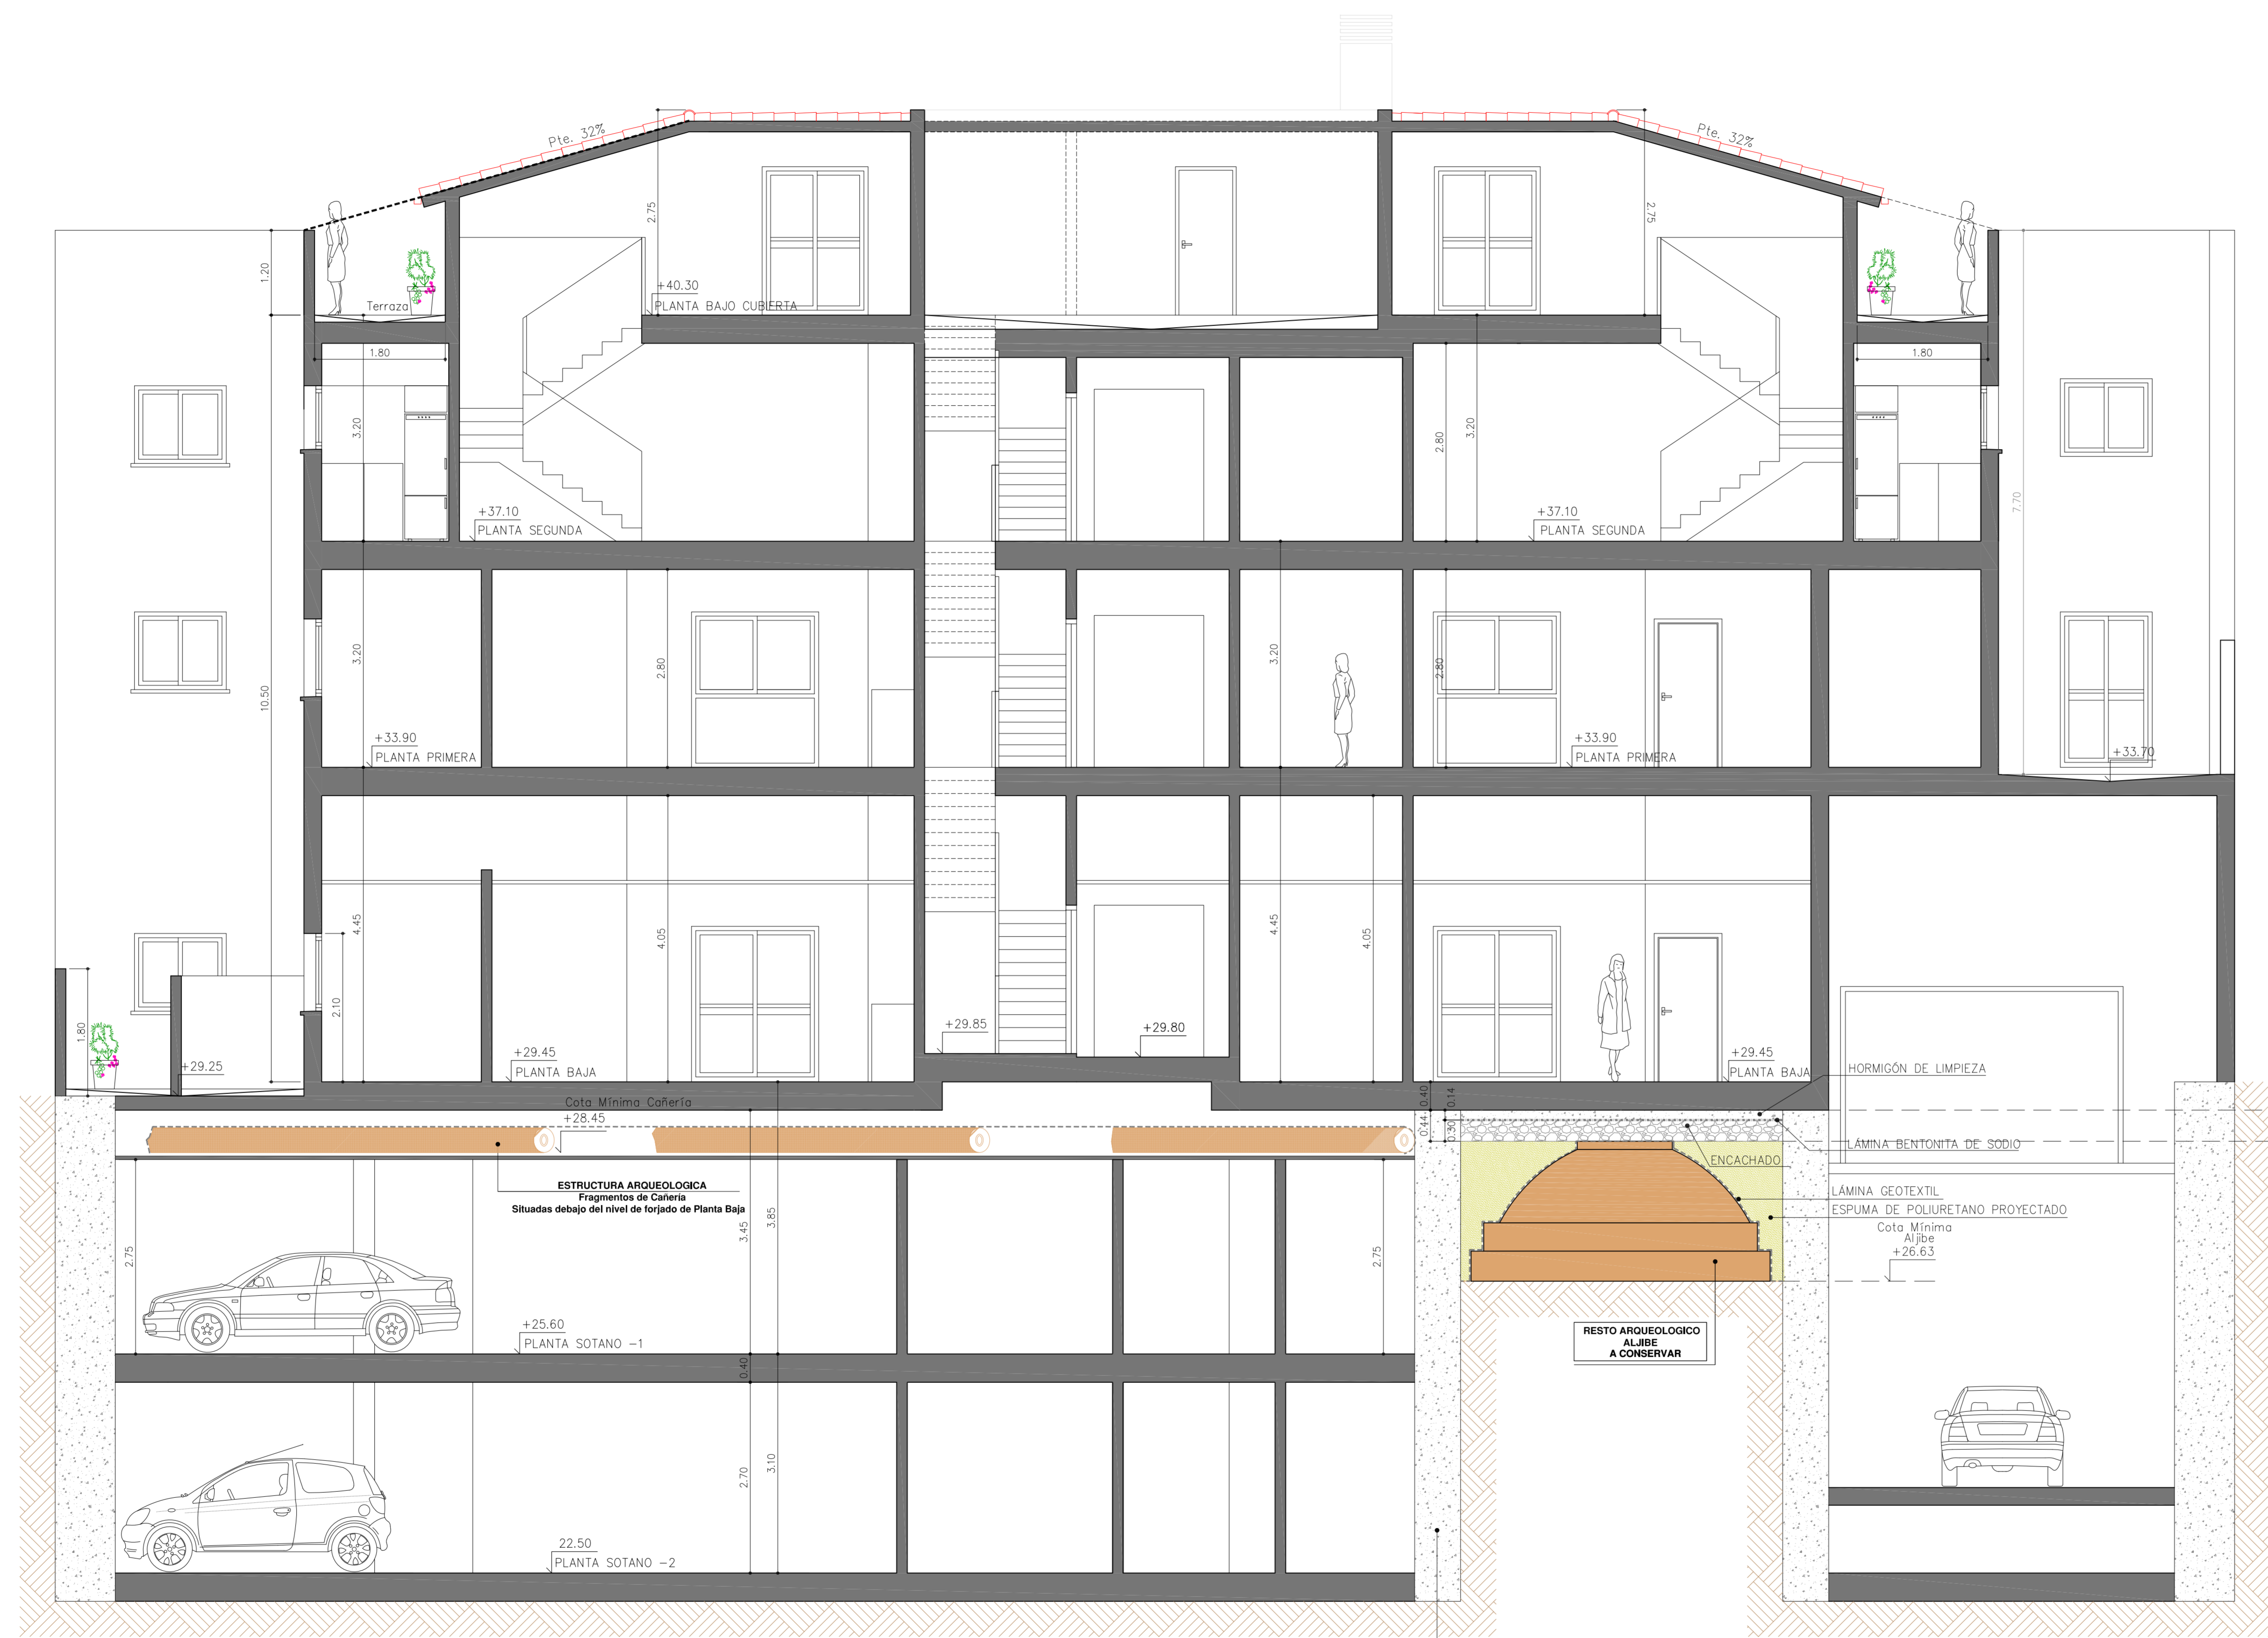 Pte. 32%
Pte. 32%
2.75
2.75
1.20
Terraza
+40.30
PLANTA BAJO CUBIERTA
1.80
1.80
3.20
2.80
3.20
7.70
+37.10
PLANTA SEGUNDA
+37.10
PLANTA SEGUNDA
10.50
3.20
2.80
3.20
2.80
+33.90
PLANTA PRIMERA
+33.90
PLANTA PRIMERA
+33.70
4.45
4.05
4.45
4.05
2.10
1.80
+29.25
+29.45
PLANTA BAJA
+29.85
+29.80
+29.45
PLANTA BAJA
HORMIGÓN DE LIMPIEZA
Cota Mínima Cañería
+28.45
0.40
0.14
0.44
0.30
LÁMINA BENTONITA DE SODIO
ENCACHADO
ESTRUCTURA ARQUEOLOGICA
Fragmentos de Cañería
Situadas debajo del nivel de forjado de Planta Baja
LÁMINA GEOTEXTIL
ESPUMA DE POLIURETANO PROYECTADO
Cota Mínima
Aljibe
+26.63
2.75
3.45
3.85
2.75
+25.60
PLANTA SOTANO -1
RESTO ARQUEOLOGICO
ALJIBE
A CONSERVAR
0.40
2.70
3.10
22.50
PLANTA SOTANO -2